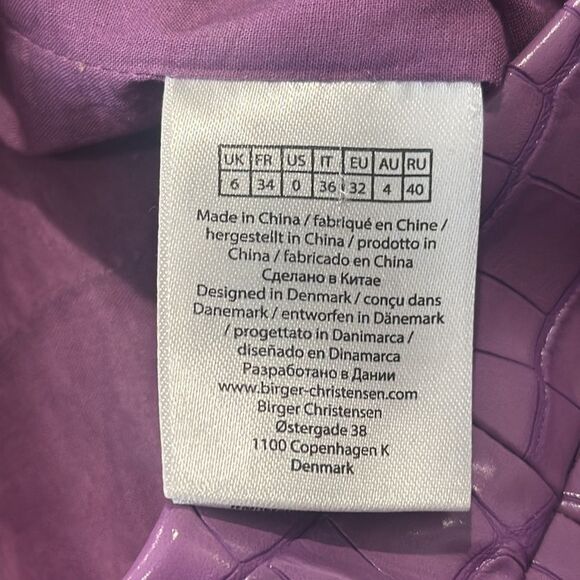 UK FR US IT EU AU RU
6 34 0 36 32 4 40
Made in China / fabriqué en Chine /
hergestellt in China / prodotto in
China / fabricado en China
Сделано в Китае
Designed in Denmark / conçu dans
Danemark / entworfen in Dänemark
/ progettato in Danimarca /
diseñado en Dinamarca
Разработано в Дании
www.birger-christensen.com
Birger Christensen
Østergade 38
1100 Copenhagen K
Denmark